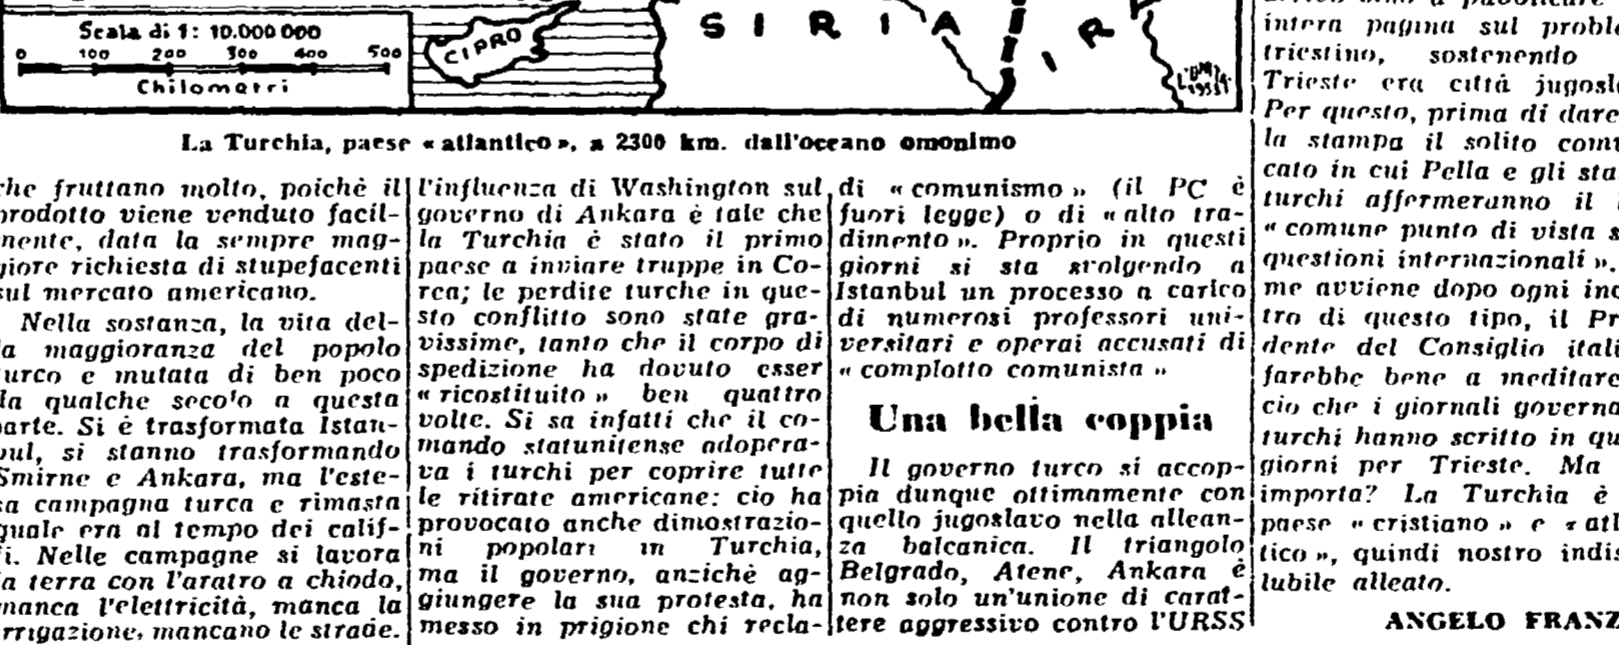 Scala di 1: 10.000 000
0 100 200 300 400 500
Chilometri
CIPRO
SIRIA
IR
1953
La Turchia, paese « atlantico », a 2300 km. dall'oceano omonimo
che fruttano molto, poichè il
prodotto viene venduto facil-
mente, data la sempre mag-
giore richiesta di stupefacenti
sul mercato americano.
Nella sostanza, la vita del-
la maggioranza del popolo
turco e mutata di ben poco
da qualche secolo a questa
parte. Si è trasformata Istan-
bul, si stanno trasformando
Smirne e Ankara, ma l'este-
sa campagna turca e rimasta
quale era al tempo dei calif-
fi. Nelle campagne si lavora
la terra con l'aratro a chiodo,
manca l'elettricità, manca la
irrigazione, mancano le strade.
l'influenza di Washington sul
governo di Ankara è tale che
la Turchia è stato il primo
paese a inviare truppe in Co-
rea; le perdite turche in que-
sto conflitto sono state gra-
vissime, tanto che il corpo di
spedizione ha dovuto esser
« ricostituito » ben quattro
volte. Si sa infatti che il co-
mando statunitense adopera-
va i turchi per coprire tutte
le ritirate americane: cio ha
provocato anche dimostrazio-
ni popolari in Turchia,
ma il governo, anzichè ag-
giungere la sua protesta, ha
messo in prigione chi recla-
di « comunismo » (il PC è
fuori legge) o di « alto tra-
dimento ». Proprio in questi
giorni si sta svolgendo a
Istanbul un processo a carico
di numerosi professori uni-
versitari e operai accusati di
« complotto comunista »
Una bella coppia
Il governo turco si accop-
pia dunque ottimamente con
quello jugoslavo nella allean-
za balcanica. Il triangolo
Belgrado, Atene, Ankara è
non solo un'unione di carat-
tere aggressivo contro l'URSS
a pubblicare
intera pagina sul proble
triestino, sostenendo
Trieste era città jugosla
Per questo, prima di dare
la stampa il solito comu
cato in cui Pella e gli sta
turchi affermeranno il
« comune punto di vista s
questioni internazionali ».
me avviene dopo ogni inc
tro di questo tipo, il Pr
dente del Consiglio itali
farebbe bene a meditare
cio che i giornali governa
turchi hanno scritto in qu
giorni per Trieste. Ma
importa? La Turchia è
paese « cristiano » e « atl
tico », quindi nostro indis
lubile alleato.
ANGELO FRANZ